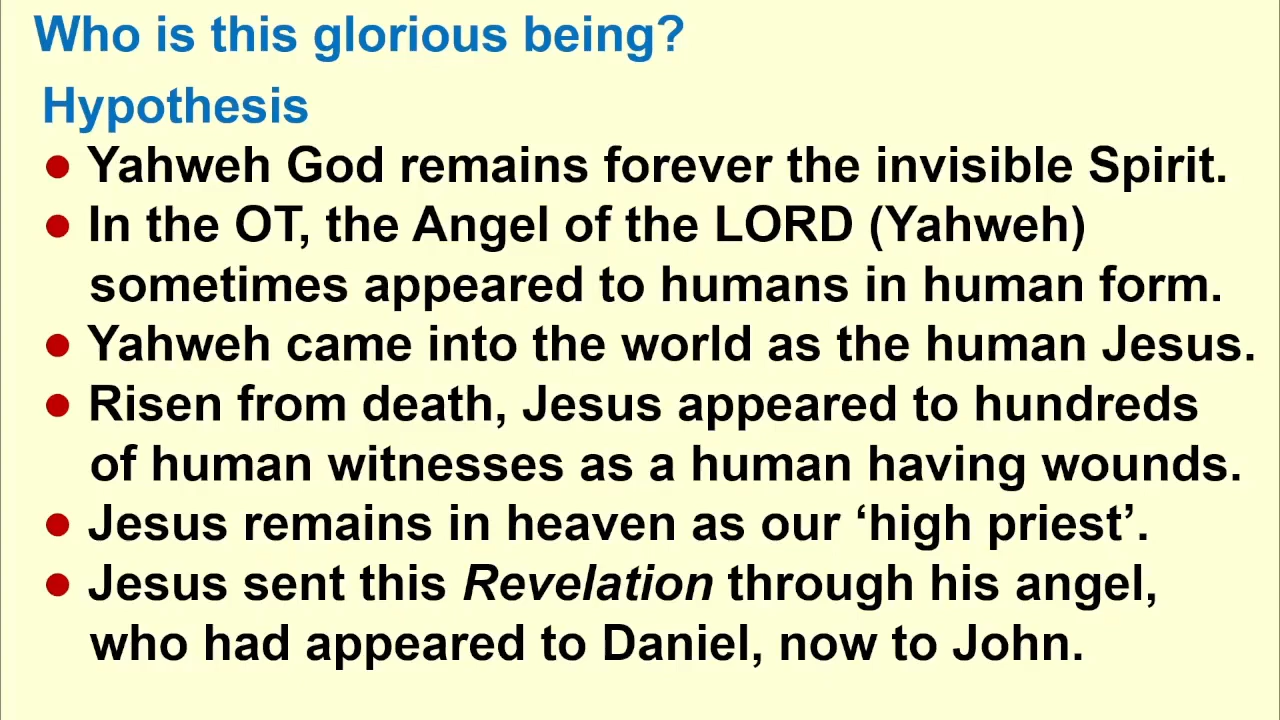 Who is this glorious being?
Hypothesis
● Yahweh God remains forever the invisible Spirit.
● In the OT, the Angel of the LORD (Yahweh)
sometimes appeared to humans in human form.
● Yahweh came into the world as the human Jesus.
● Risen from death, Jesus appeared to hundreds
of human witnesses as a human having wounds.
● Jesus remains in heaven as our ‘high priest’.
● Jesus sent this Revelation through his angel,
who had appeared to Daniel, now to John.